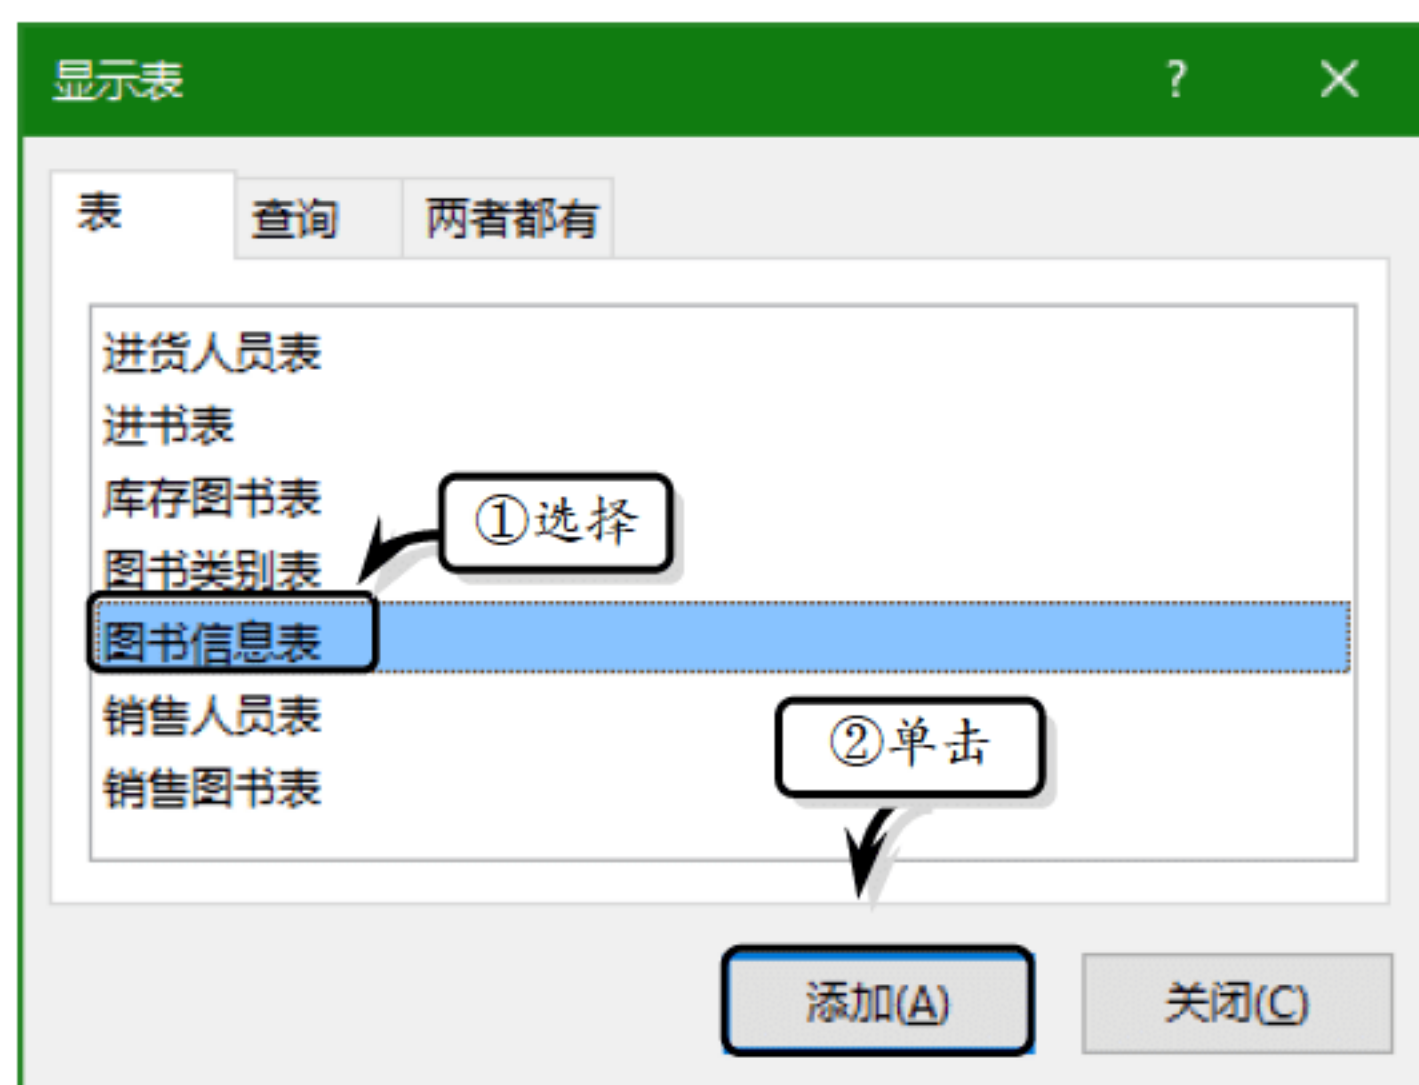 显示表
? ×
表 查询 两者都有
进货人员表
进书表
库存图书表
①选择
图书类别表
图书信息表
销售人员表
②单击
销售图书表
添加(A) 关闭(C)